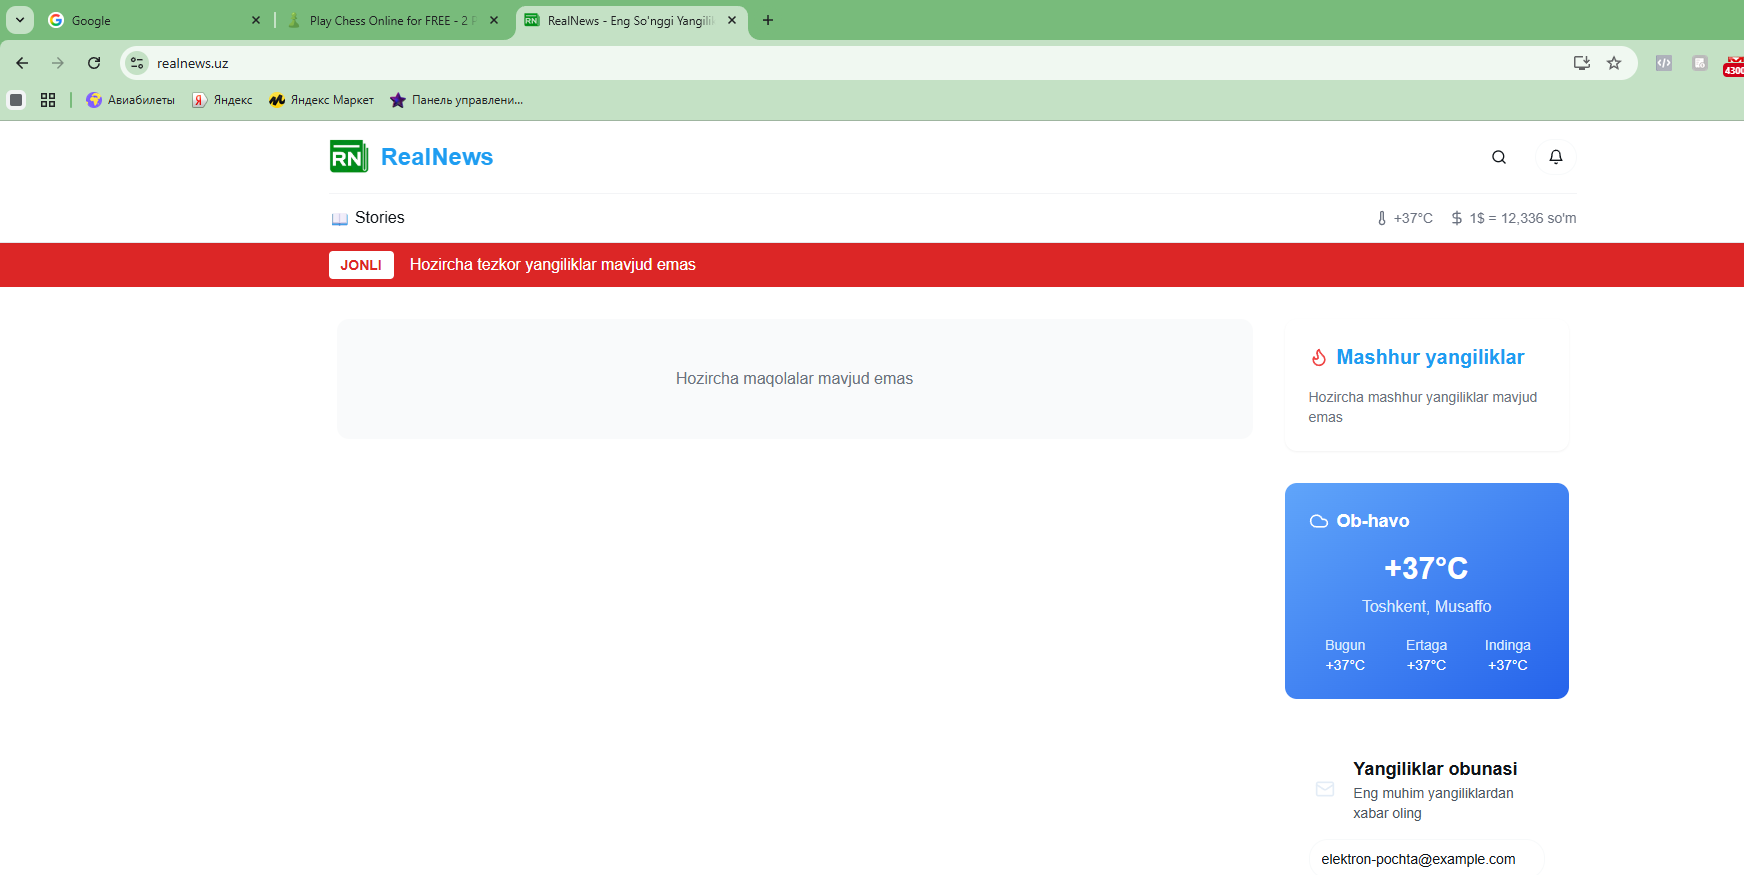 Google
Play Chess Online for FREE - 2
RealNews - Eng So'nggi Yangilik
realnews.uz
4300
Авиабилеты
Я Яндекс
Яндекс Маркет
Панель управлени...
RN RealNews
Stories
+37°C
$ 1$ = 12,336 so'm
JONLI Hozircha tezkor yangiliklar mavjud emas
Hozircha maqolalar mavjud emas
Mashhur yangiliklar
Hozircha mashhur yangiliklar mavjud
emas
Ob-havo
+37°C
Toshkent, Musaffo
Bugun Ertaga Indinga
+37°C +37°C +37°C
Yangiliklar obunasi
Eng muhim yangiliklardan
xabar oling
elektron-pochta@example.com